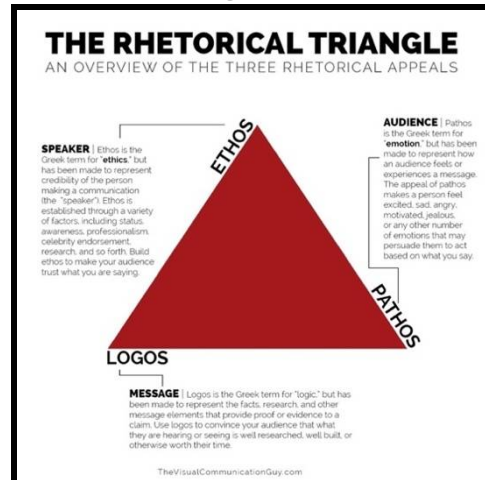 THE RHETORICAL TRIANGLE
AN OVERVIEW OF THE THREE RHETORICAL APPEALS
ETHOS
SPEAKER | Ethos is the
Greek term for "ethics," but
has been made to represent
credibility of the person
making a communication
(the "speaker"). Ethos is
established through a variety
of factors, including status,
awareness, professionalism,
celebrity endorsement,
research, and so forth. Build
ethos to make your audience
trust what you are saying.
AUDIENCE | Pathos
is the Greek term for
"emotion," but has been
made to represent how
an audience feels or
experiences a message.
The appeal of pathos
makes a person feel
excited, sad, angry,
motivated, jealous,
or any other number
of emotions that may
persuade them to act
based on what you say.
PATHOS
LOGOS
MESSAGE | Logos is the Greek term for "logic," but has
been made to represent the facts, research, and other
message elements that provide proof or evidence to a
claim. Use logos to convince your audience that what
they are hearing or seeing is well researched, well built, or
otherwise worth their time.
TheVisualCommunicationGuy.com